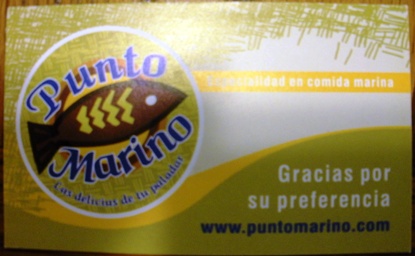 Punto
Marino
Las delicias de tu paladar
Especialidad en comida marina
Gracias por
su preferencia
www.puntomarino.com